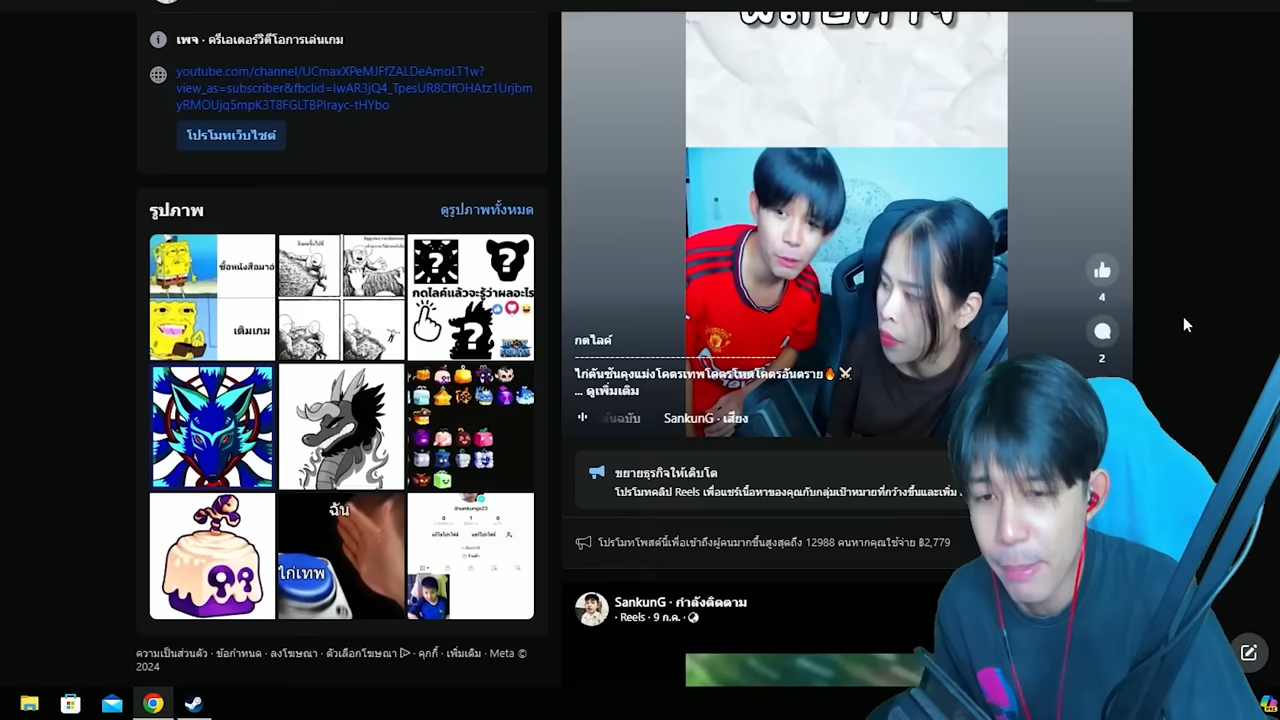 เพจ · ครีเอเตอร์วิดีโอการเล่นเกม
youtube.com/channel/UCmaxXPeMJFfZALDeAmoLT1w?
view_as=subscriber&fbclid=IwAR3jQ4_TpesUR8ClfOHAtz1Urjbm
yRMOUjq5mpK3T8FGLTBPlrayc-tHYbo
โปรโมทเว็บไซต์
รูปภาพ
ดูรูปภาพทั้งหมด
ซื้อหนังสือมาอ่
เติมเกม
กดไลค์แล้วจะรู้ว่าผลอะไร
ฉัน
ไก่เทพ
@sankungs23
ความเป็นส่วนตัว · ข้อกำหนด · ลงโฆษณา · ตัวเลือกโฆษณา · คุกกี้ · เพิ่มเติม · Meta ©
2024
กดไลค์
--------------------------------------------
ไก่ตันซันคุงแม่งโคตรเทพโคตรโหดโคตรอันตราย🔥⚔️
... ดูเพิ่มเติม
SankunG · เสียง
4
2
ขยายธุรกิจให้เติบโต
โปรโมทคลิป Reels เพื่อแชร์เนื้อหาของคุณกับกลุ่มเป้าหมายที่กว้างขึ้นและเพิ่ม
โปรโมทโพสต์นี้เพื่อเข้าถึงผู้คนมากขึ้นสูงสุดถึง 12988 คนหากคุณใช้จ่าย ฿2,779
SankunG · กำลังติดตาม
· Reels · 9 ก.ค. ·